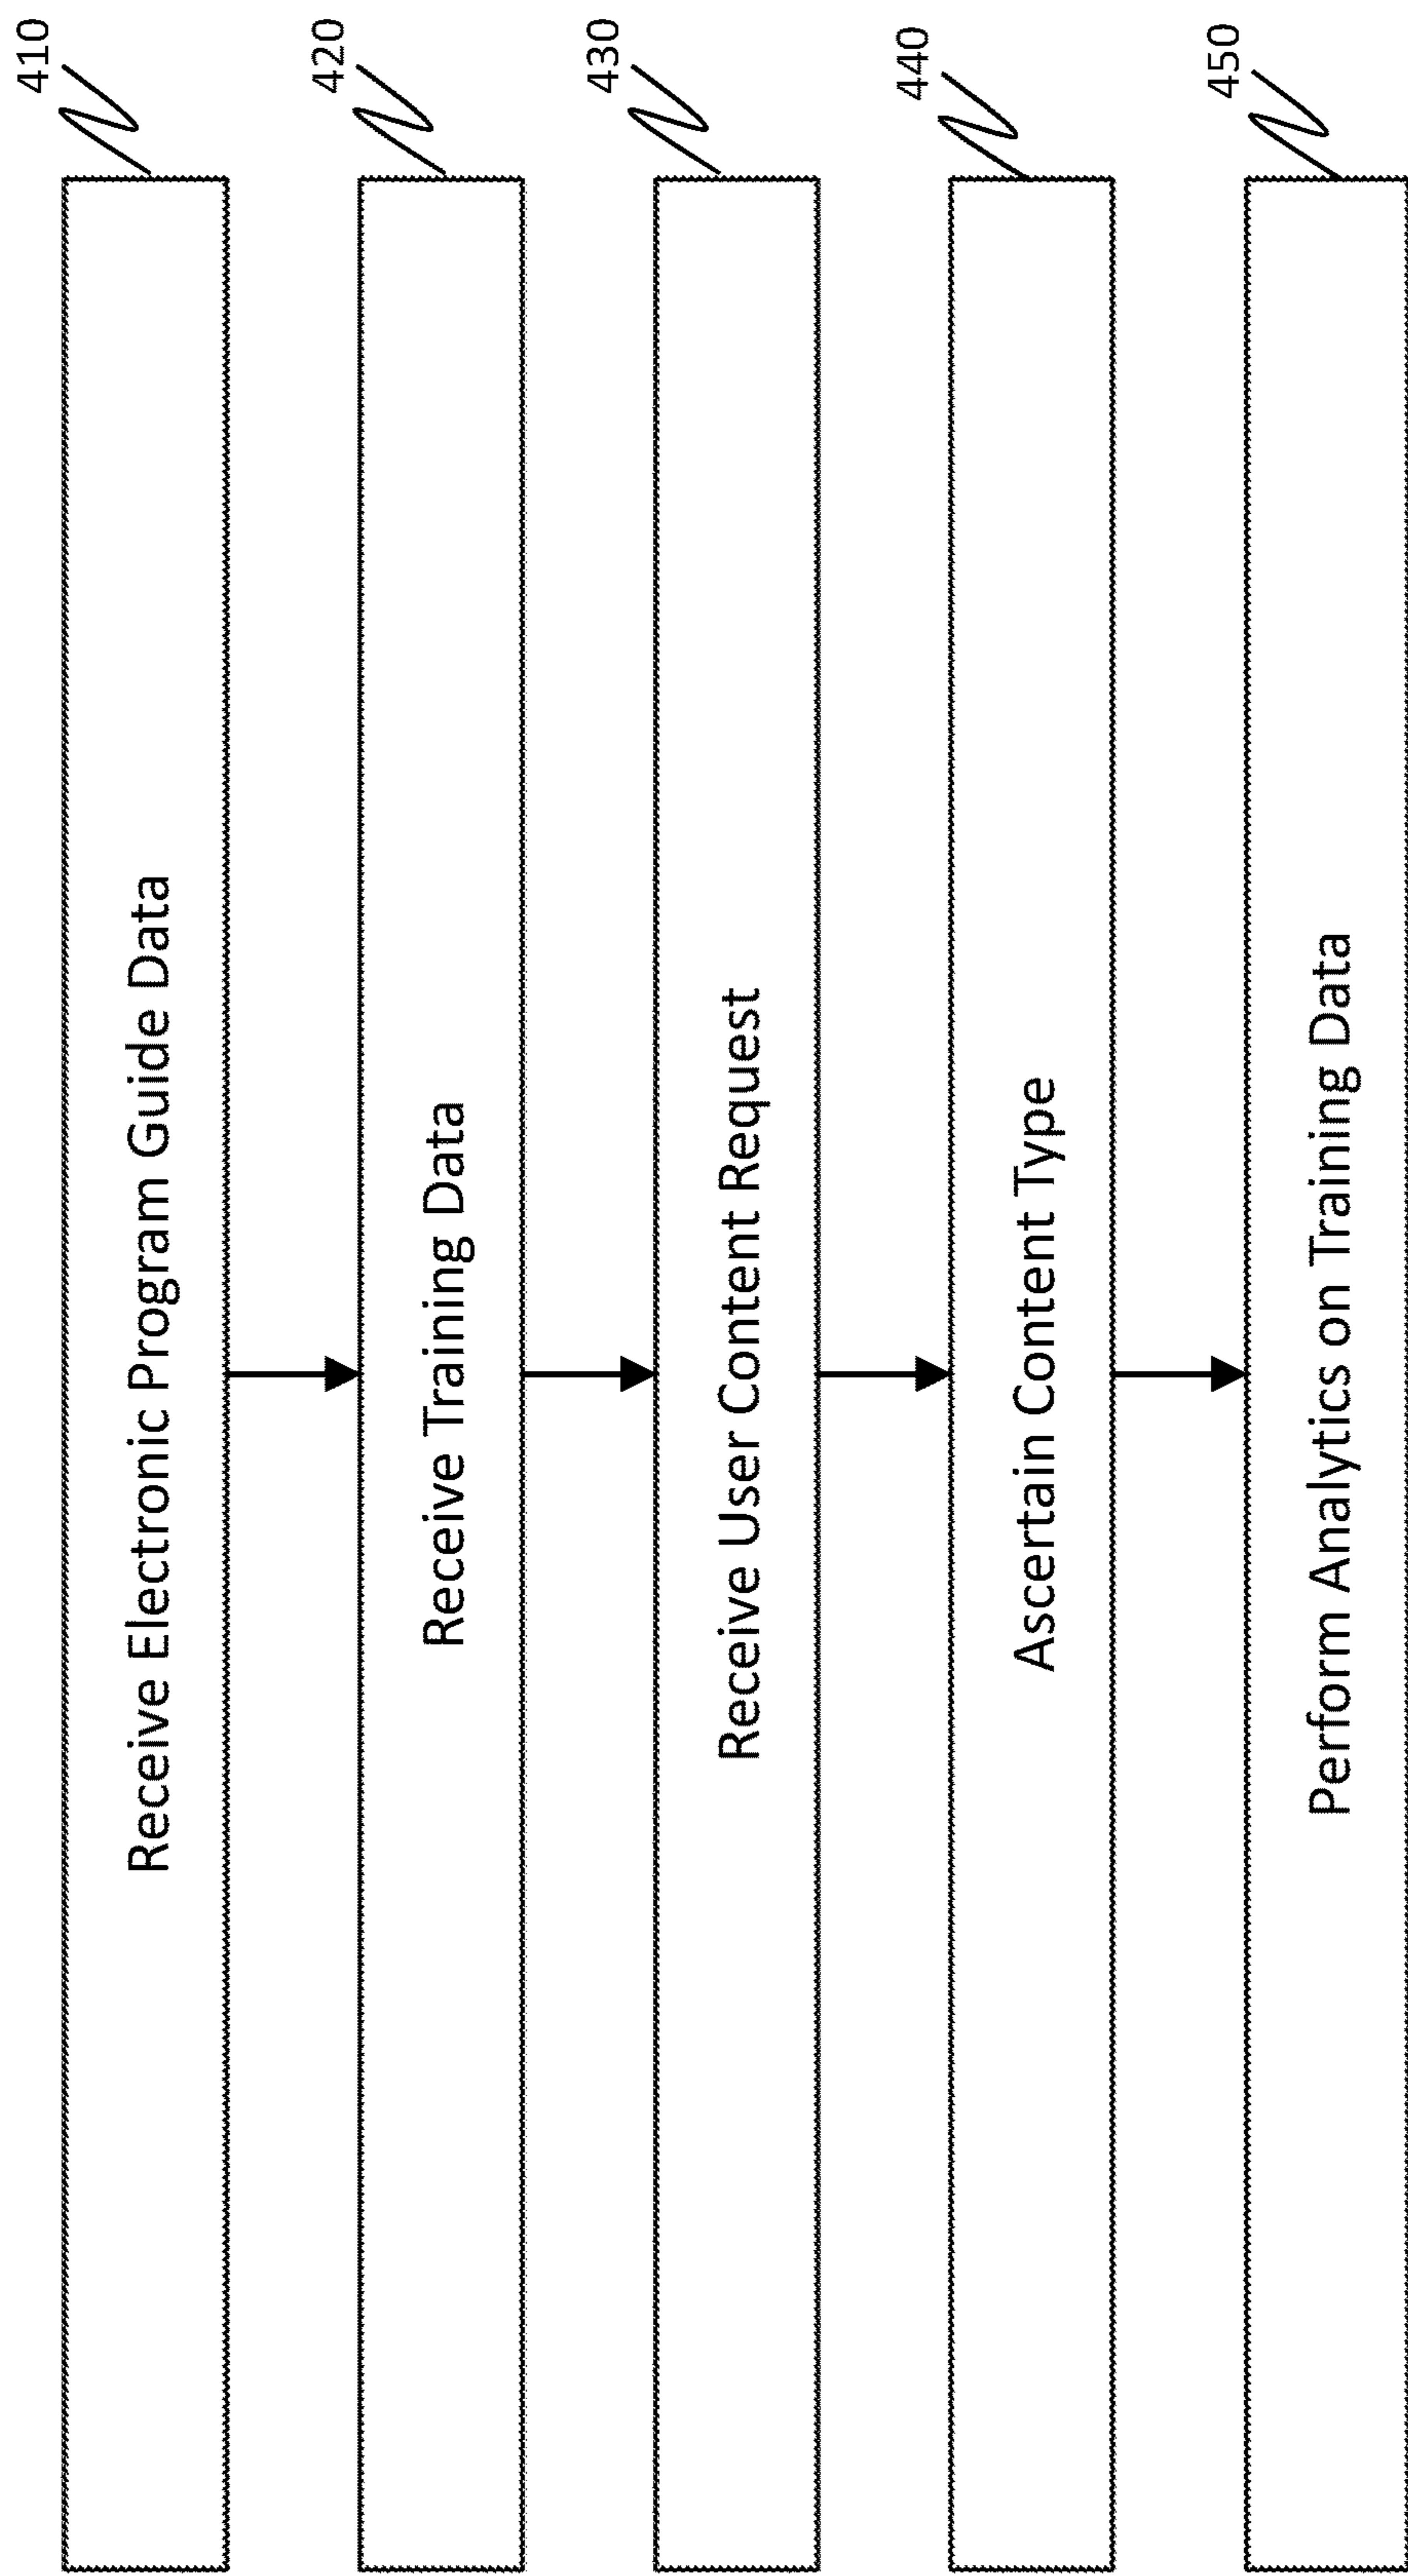 410
Receive Electronic Program Guide Data
420
Receive Training Data
430
Receive User Content Request
440
Ascertain Content Type
450
Perform Analytics on Training Data